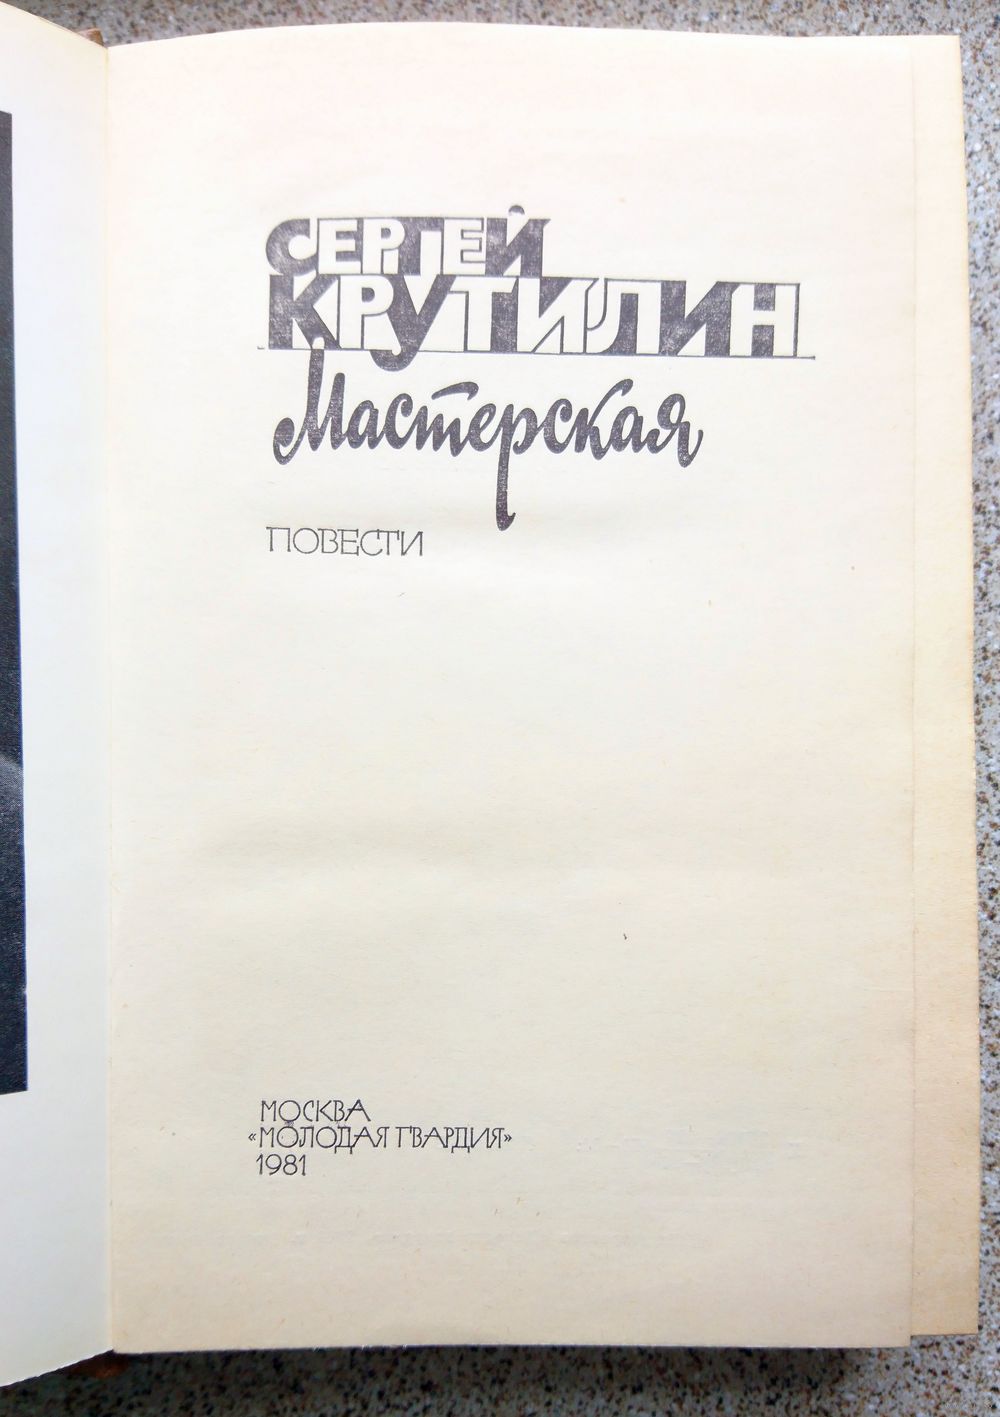 СЕРГЕЙ
КРУТИЛИН
Мастерская
ПОВЕСТИ
МОСКВА
«МОЛОДАЯ ГВАРДИЯ»
1981